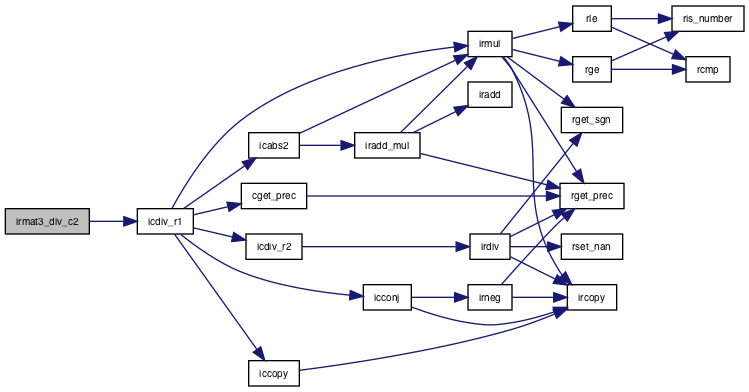 rle
ris_number
irmul
rge
rcmp
iradd
rget_sgn
icabs2
iradd_mul
cget_prec
rget_prec
irmat3_div_c2
icdiv_r1
icdiv_r2
irdiv
rset_nan
icconj
irneg
ircopy
iccopy